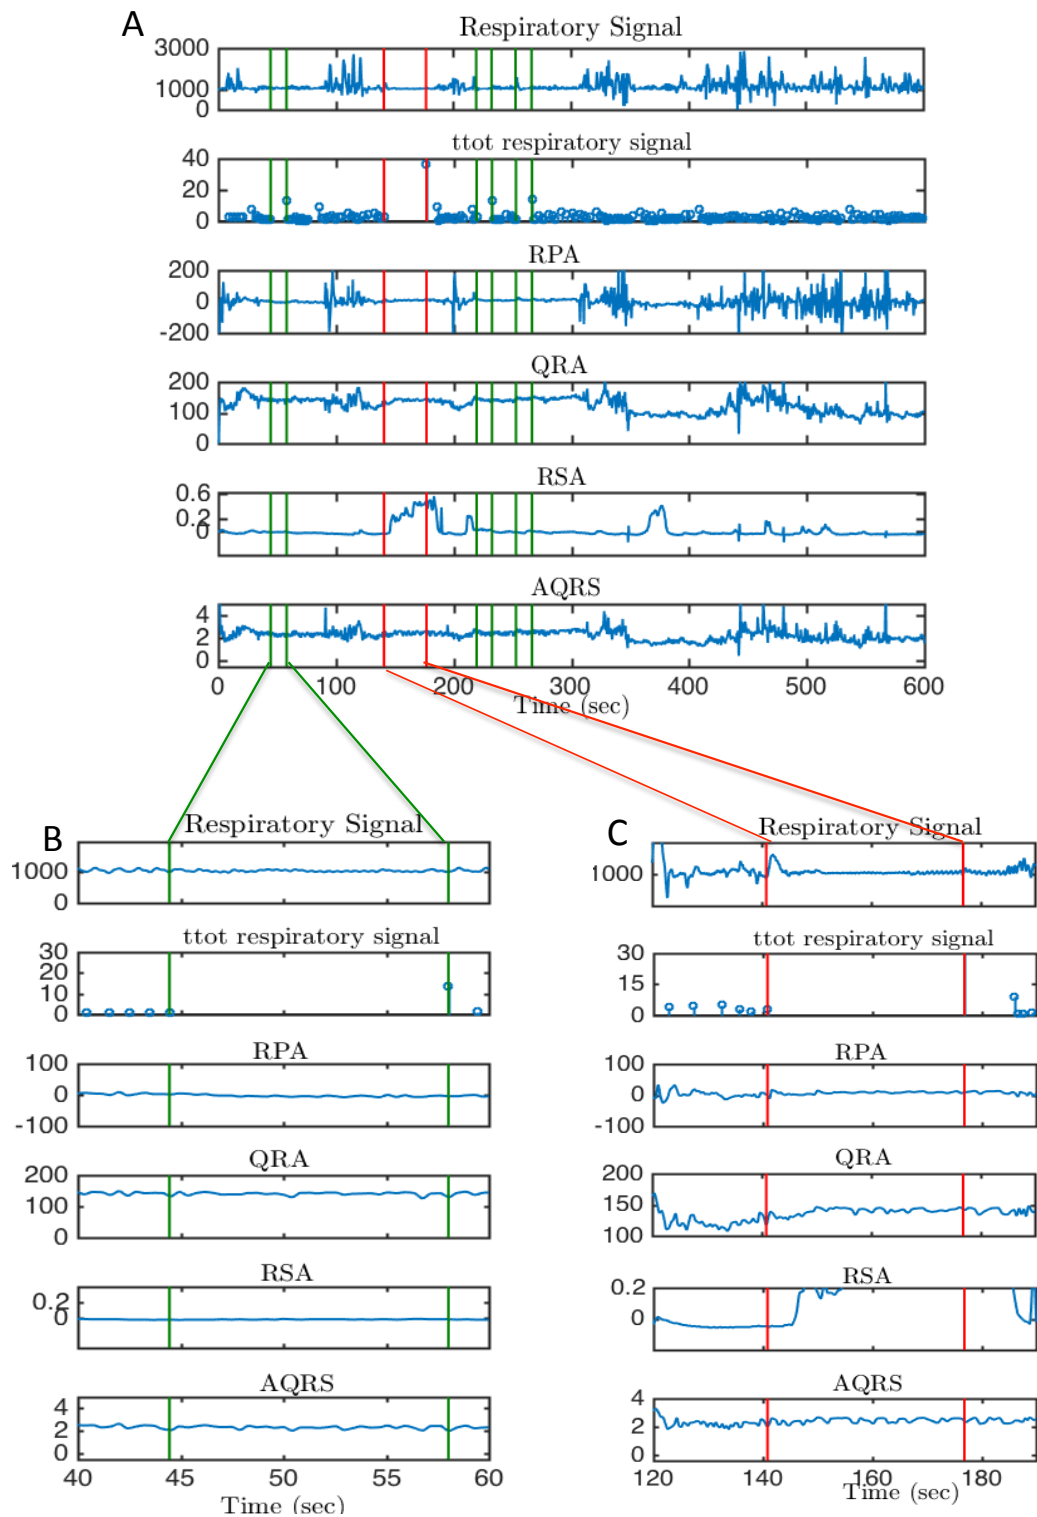 A
Respiratory Signal
3000
1000
0
ttot respiratory signal
40
20
0
RPA
200
0
-200
QRA
200
100
0
RSA
0.6
0.2
0
AQRS
4
2
0
0 100 200 300 400 500 600
Time (sec)
B
Respiratory Signal
1000
0
ttot respiratory signal
30
20
10
0
RPA
100
0
-100
QRA
200
100
0
RSA
0.2
0
AQRS
4
2
0
40 45 50 55 60
Time (sec)
C
Respiratory Signal
1000
ttot respiratory signal
30
15
0
RPA
100
0
-100
QRA
200
150
100
RSA
0.2
0
AQRS
4
2
0
120 140 160 180
Time (sec)